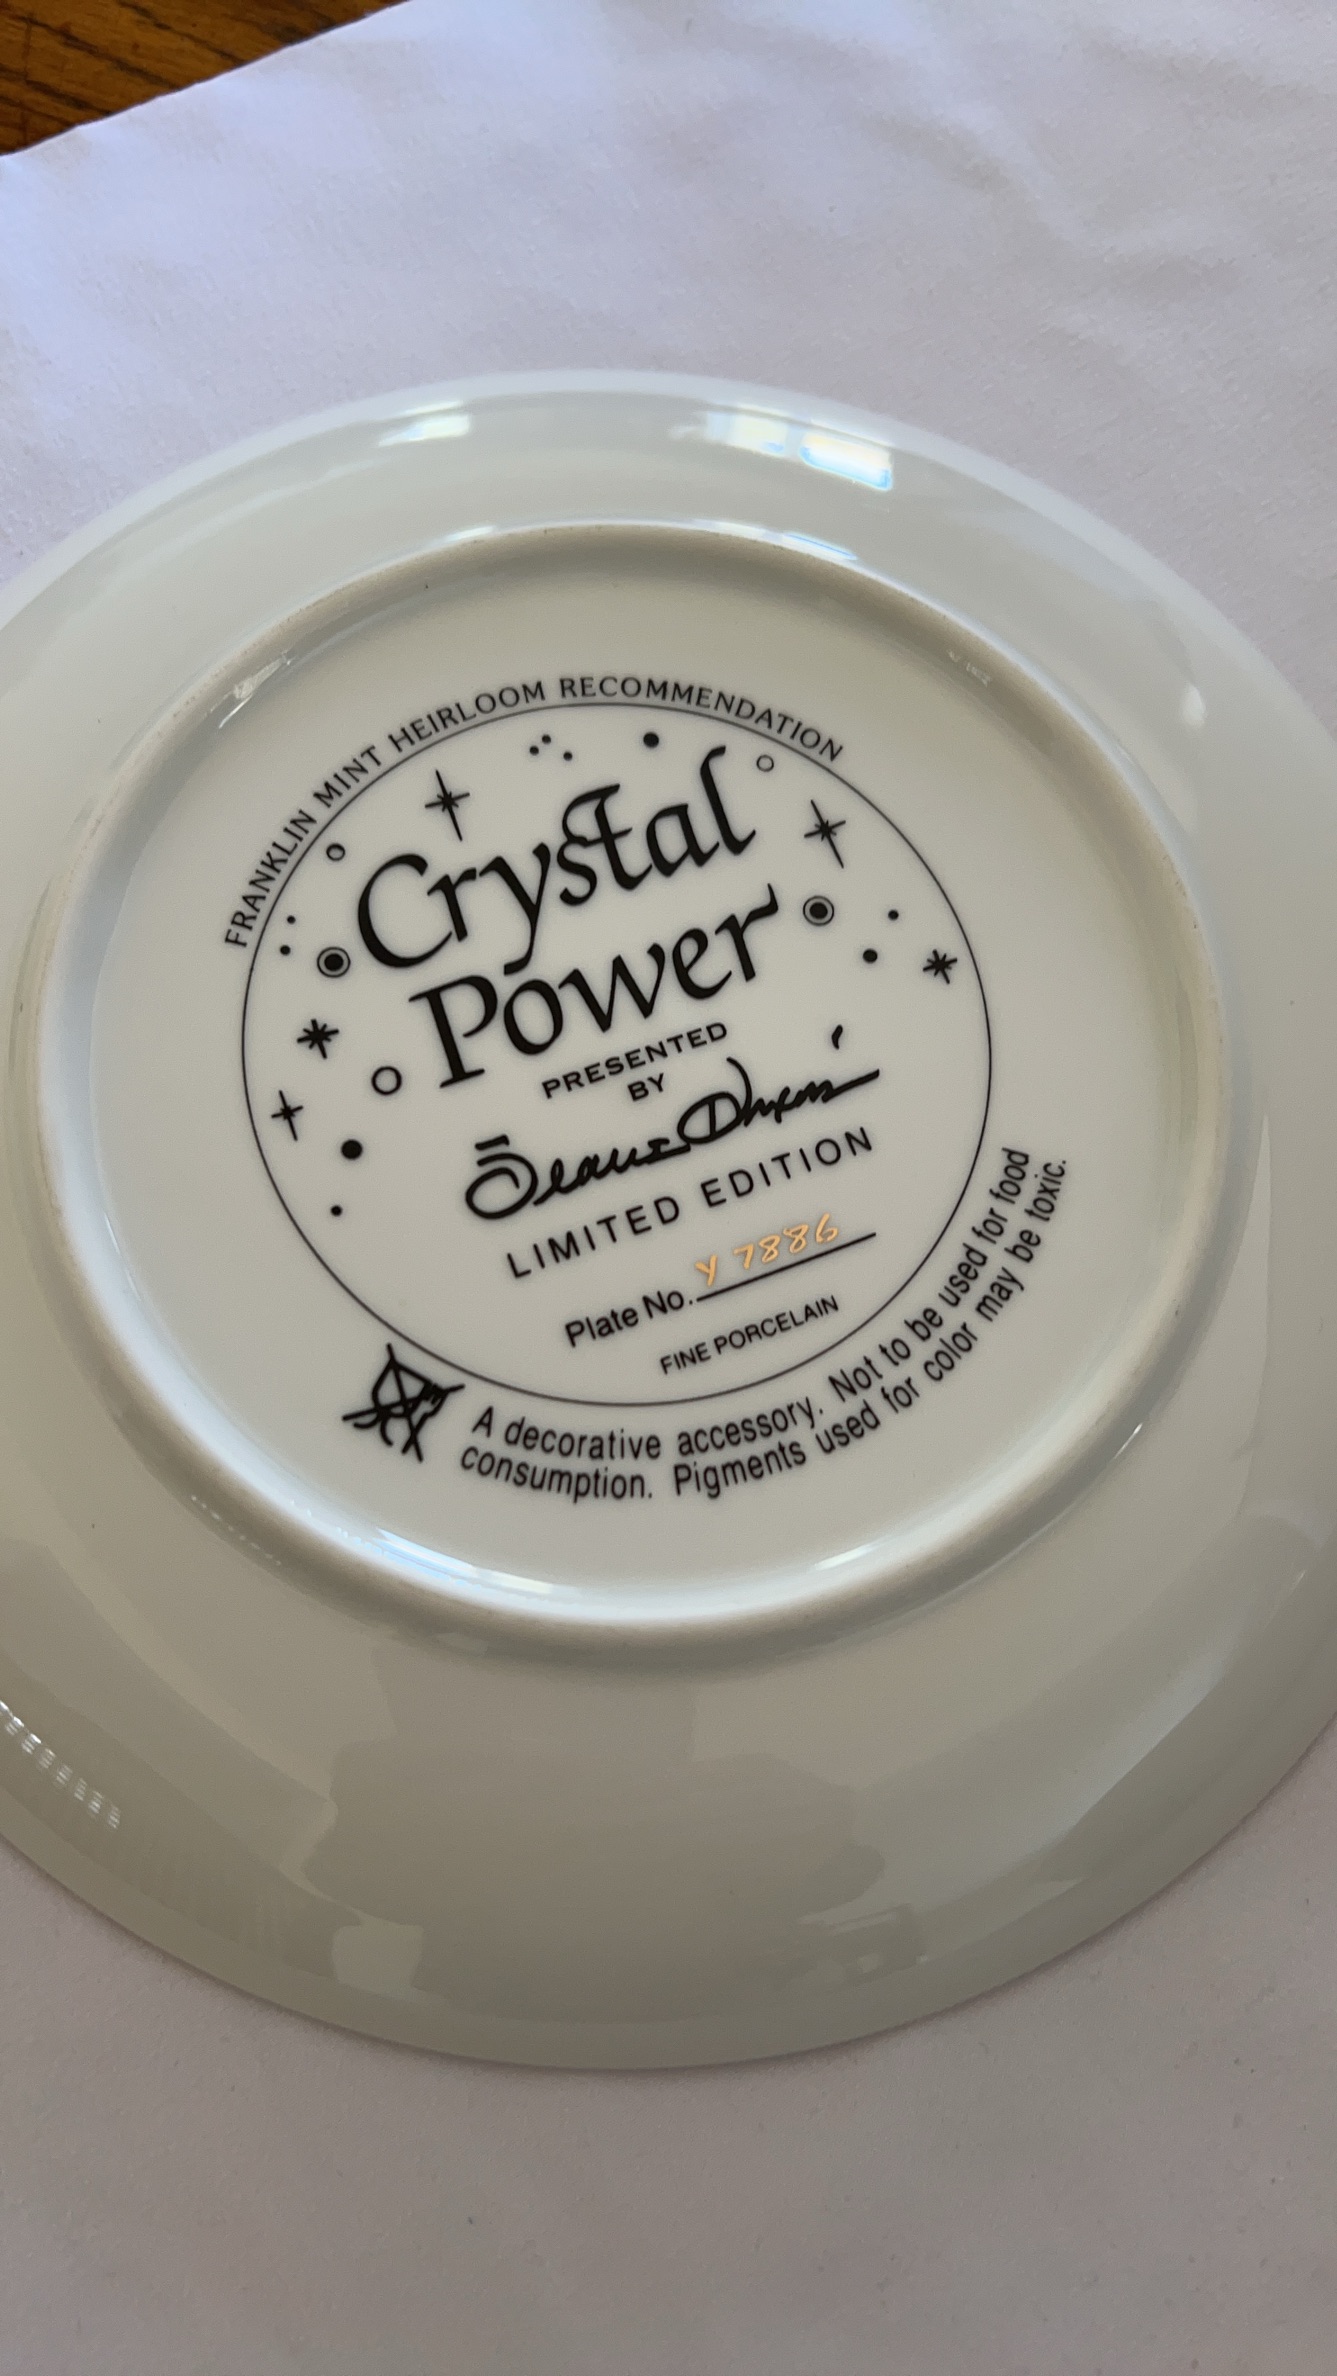 FRANKLIN MINT HEIRLOOM RECOMMENDATION
Crystal
Power
PRESENTED
BY
LIMITED EDITION
Plate No. Y 7886
FINE PORCELAIN
A decorative accessory. Not to be used for food
consumption. Pigments used for color may be toxic.